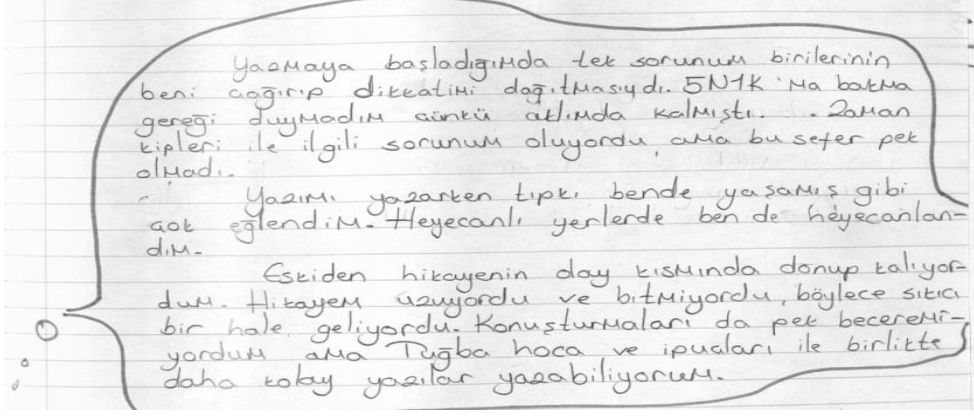 Yazmaya başladığımda tek sorunum birilerinin
beni çağırıp dikkatimi dağıtmasıydı. 5N1K 'ma bakma
gereği duymadım çünkü aklımda kalmıştı. . Zaman
kipleri ile ilgili sorunum oluyordu, ama bu sefer pek
olmadı.
Yazımı yazarken tıpkı bende yaşamış gibi
çok eğlendim. Heyecanlı yerlerde ben de heyecanlan-
dım.
Eskiden hikayenin olay kısmında donup kalıyor-
dum. Hikayem uzuyordu ve bitmiyordu, böylece sıkıcı
bir hale geliyordu. Konuşturmaları da pek beceremi-
yordum ama Tuğba hoca ve ipuçları ile birlikte
daha kolay yazılar yazabiliyorum.